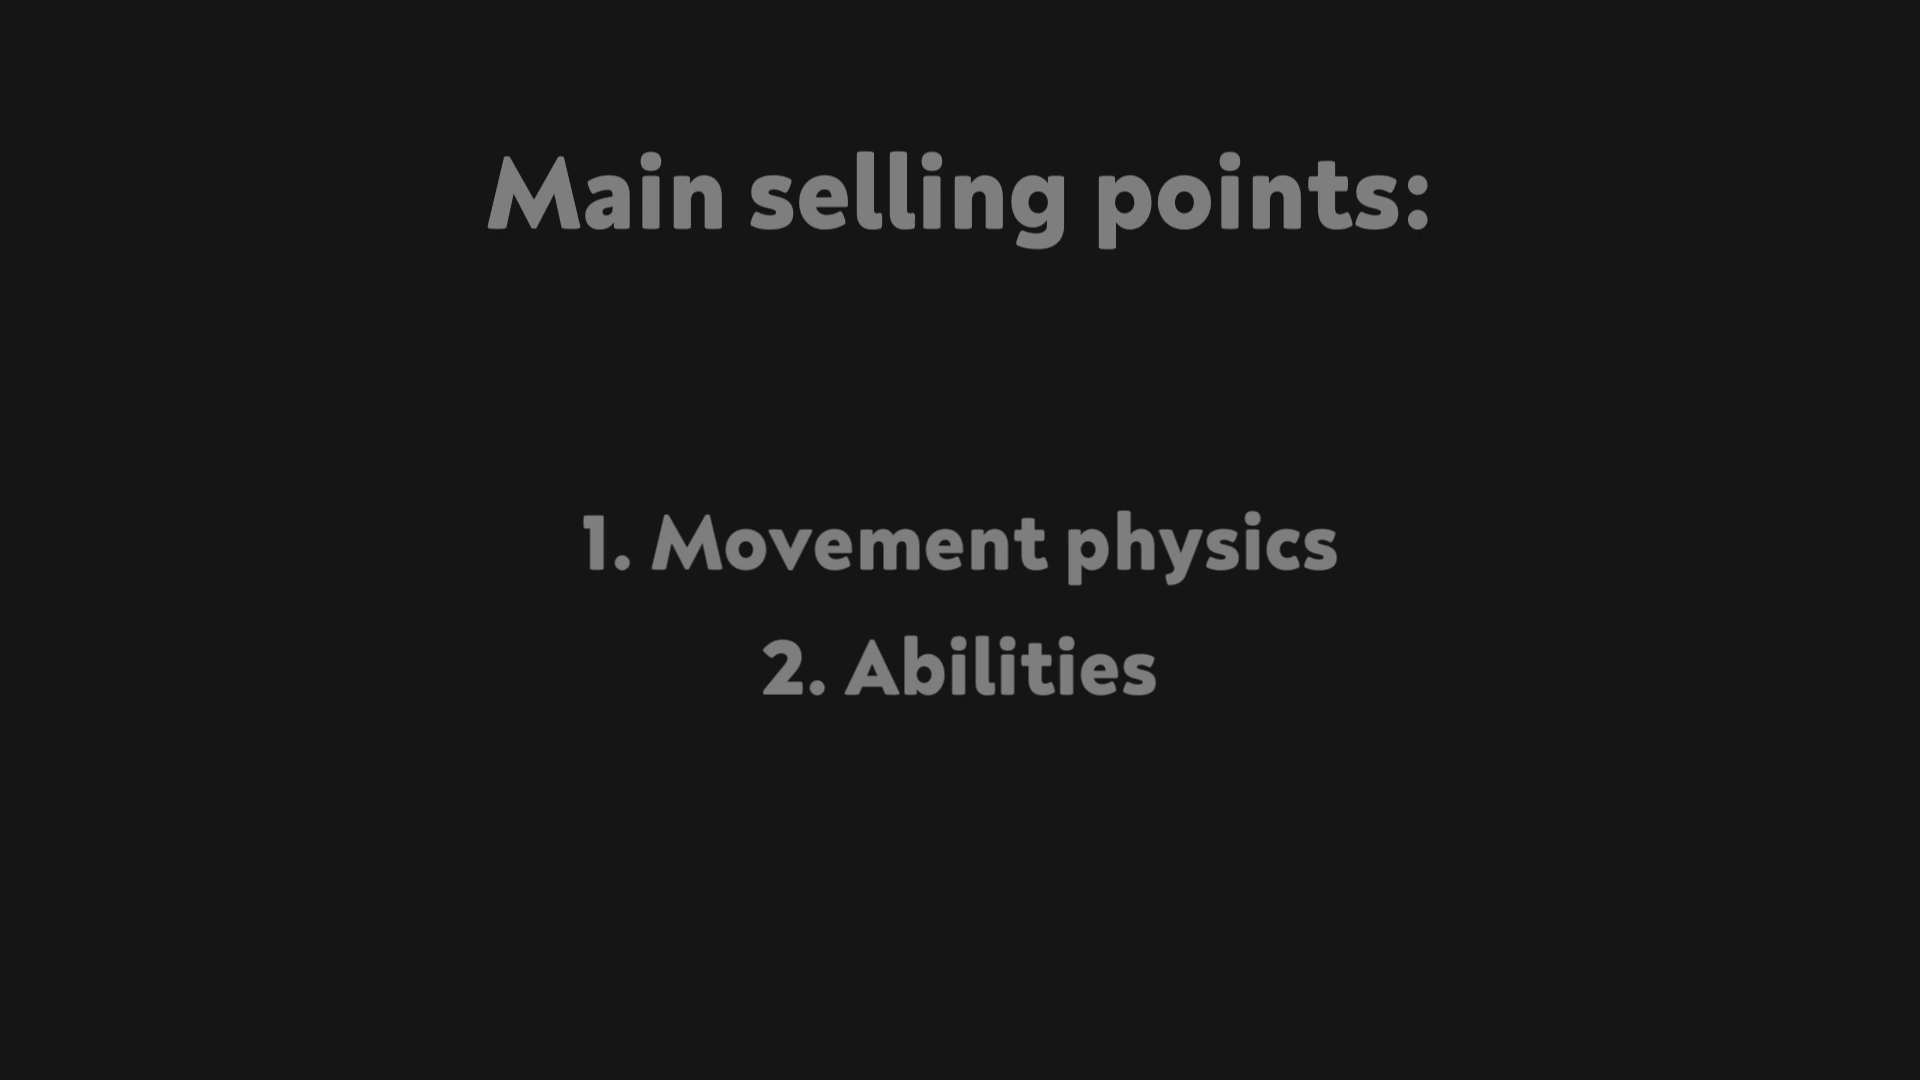 Main selling points:
1. Movement physics
2. Abilities